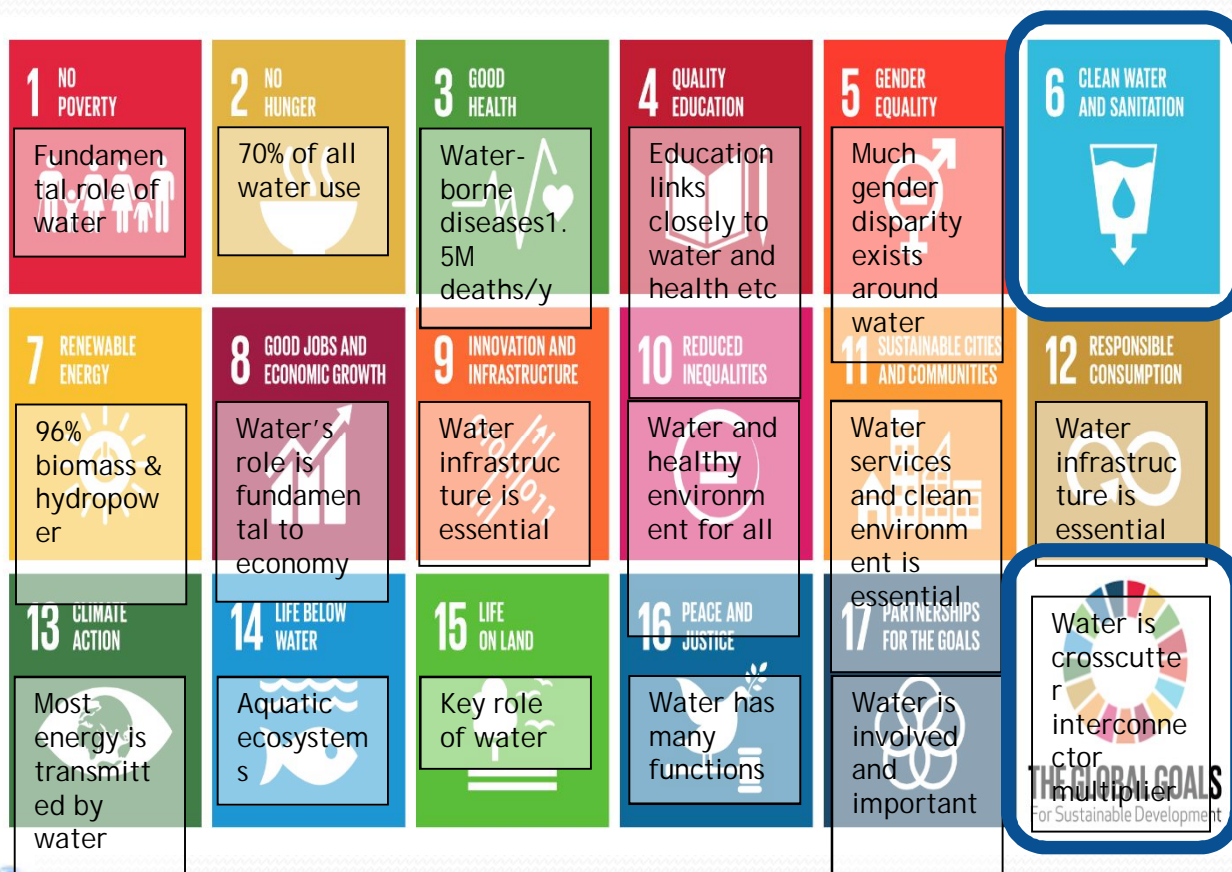 1 NO
POVERTY
Fundamen
tal role of
water
2 NO
HUNGER
70% of all
water use
3 GOOD
HEALTH
Water-
borne
diseases1.
5M
deaths/y
4 QUALITY
EDUCATION
Education
links
closely to
water and
health etc
5 GENDER
EQUALITY
Much
gender
disparity
exists
around
water
6 CLEAN WATER
AND SANITATION
7 RENEWABLE
ENERGY
96%
biomass &
hydropow
er
8 GOOD JOBS AND
ECONOMIC GROWTH
Water's
role is
fundamen
tal to
economy
9 INNOVATION AND
INFRASTRUCTURE
Water
infrastruc
ture is
essential
10 REDUCED
INEQUALITIES
Water and
healthy
environm
ent for all
11 SUSTAINABLE CITIES
AND COMMUNITIES
Water
services
and clean
environm
ent is
essential
12 RESPONSIBLE
CONSUMPTION
Water
infrastruc
ture is
essential
13 CLIMATE
ACTION
Most
energy is
transmitt
ed by
water
14 LIFE BELOW
WATER
Aquatic
ecosystem
s
15 LIFE
ON LAND
Key role
of water
16 PEACE AND
JUSTICE
Water has
many
functions
17 PARTNERSHIPS
FOR THE GOALS
Water is
involved
and
important
Water is
crosscutte
r
interconne
ctor
multiplier
THE GLOBAL GOALS
For Sustainable Development